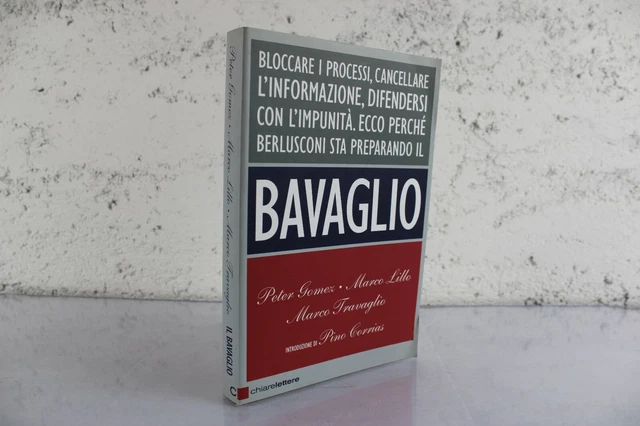 BLOCCARE I PROCESSI, CANCELLARE
L'INFORMAZIONE, DIFENDERSI
CON L'IMPUNITÀ. ECCO PERCHÉ
BERLUSCONI STA PREPARANDO IL
BAVAGLIO
Peter Gomez • Marco Lillo
Marco Travaglio
INTRODUZIONE DI Pino Corrias
chiarelettere
Peter Gomez • Marco Lillo • Marco Travaglio IL BAVAGLIO